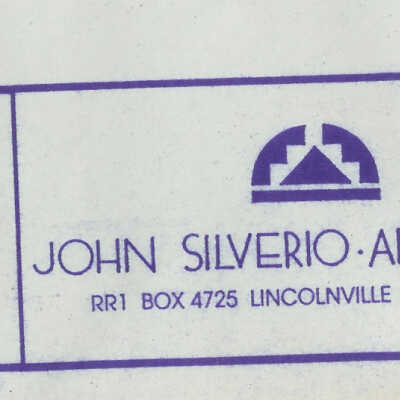 JOHN SILVERIO · A
RR1 BOX 4725 LINCOLNVILLE